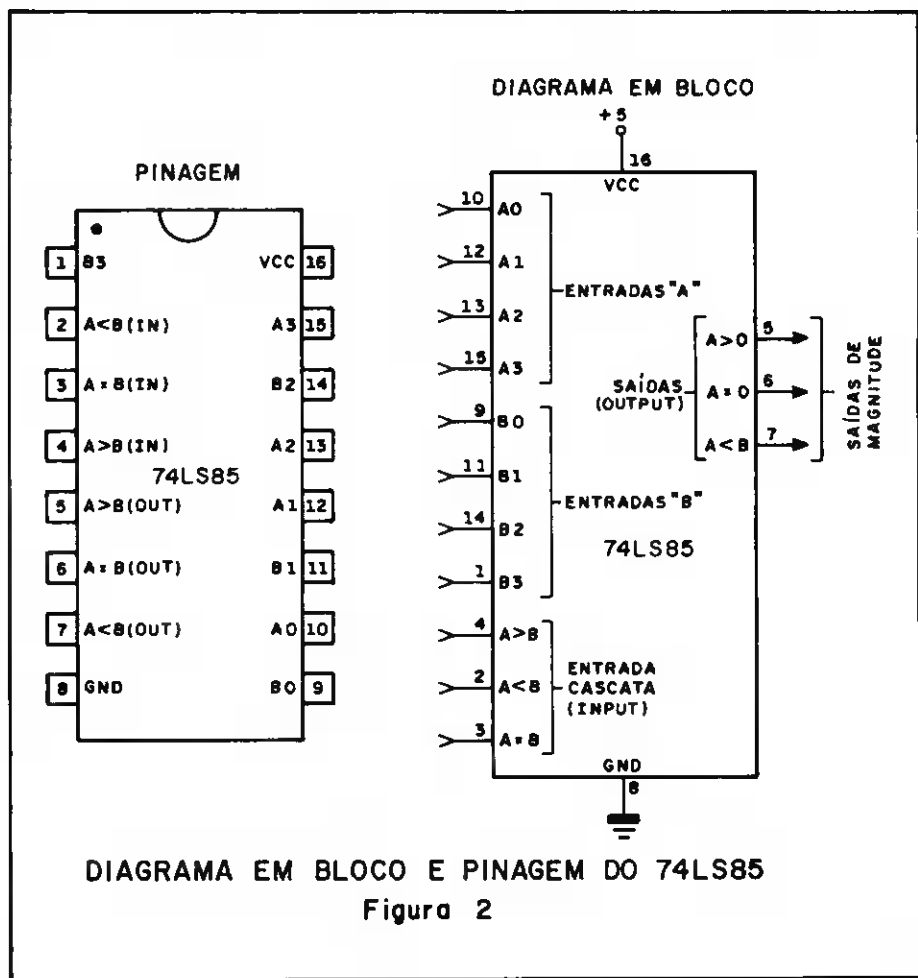 PINAGEM
1 B3
2 A<B(IN)
3 A=B(IN)
4 A>B(IN)
5 A>B(OUT)
6 A=B(OUT)
7 A<B(OUT)
8 GND
74LS85
VCC 16
A3 15
B2 14
A2 13
A1 12
B1 11
A0 10
B0 9
DIAGRAMA EM BLOCO
+5
16
VCC
10 A0
12 A1
13 A2
15 A3
ENTRADAS "A"
9 B0
11 B1
14 B2
1 B3
ENTRADAS "B"
74LS85
4 A>B
2 A<B
3 A=B
ENTRADA
CASCATA
(INPUT)
SAÍDAS
(OUTPUT)
A>0 5
A=0 6
A<B 7
SAÍDAS DE
MAGNITUDE
GND
8
DIAGRAMA EM BLOCO E PINAGEM DO 74LS85
Figura 2